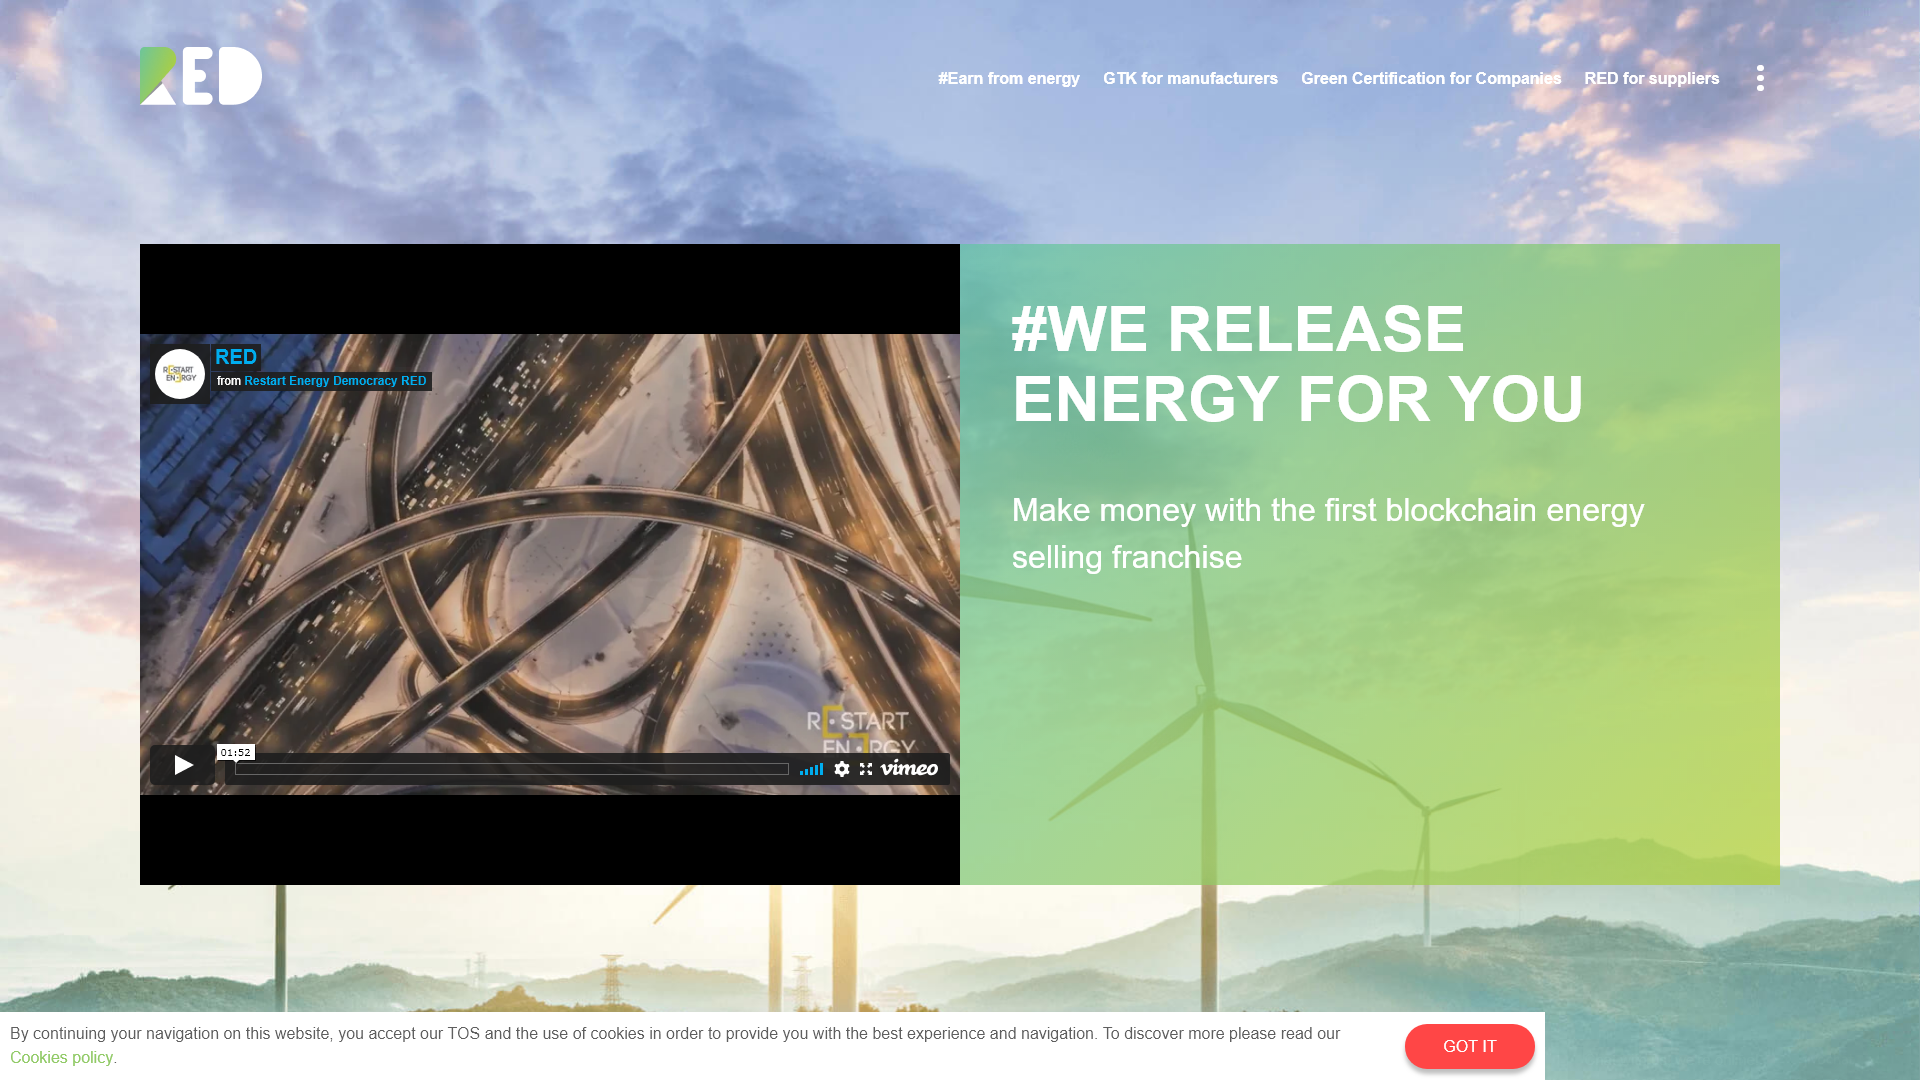 RED
#Earn from energy
GTK for manufacturers
Green Certification for Companies
RED for suppliers
RESTART
ENERGY
RED
from Restart Energy Democracy RED
#WE RELEASE
ENERGY FOR YOU
Make money with the first blockchain energy
selling franchise
RESTART
ENERGY
01:52
vimeo
By continuing your navigation on this website, you accept our TOS and the use of cookies in order to provide you with the best experience and navigation. To discover more please read our
Cookies policy.
GOT IT